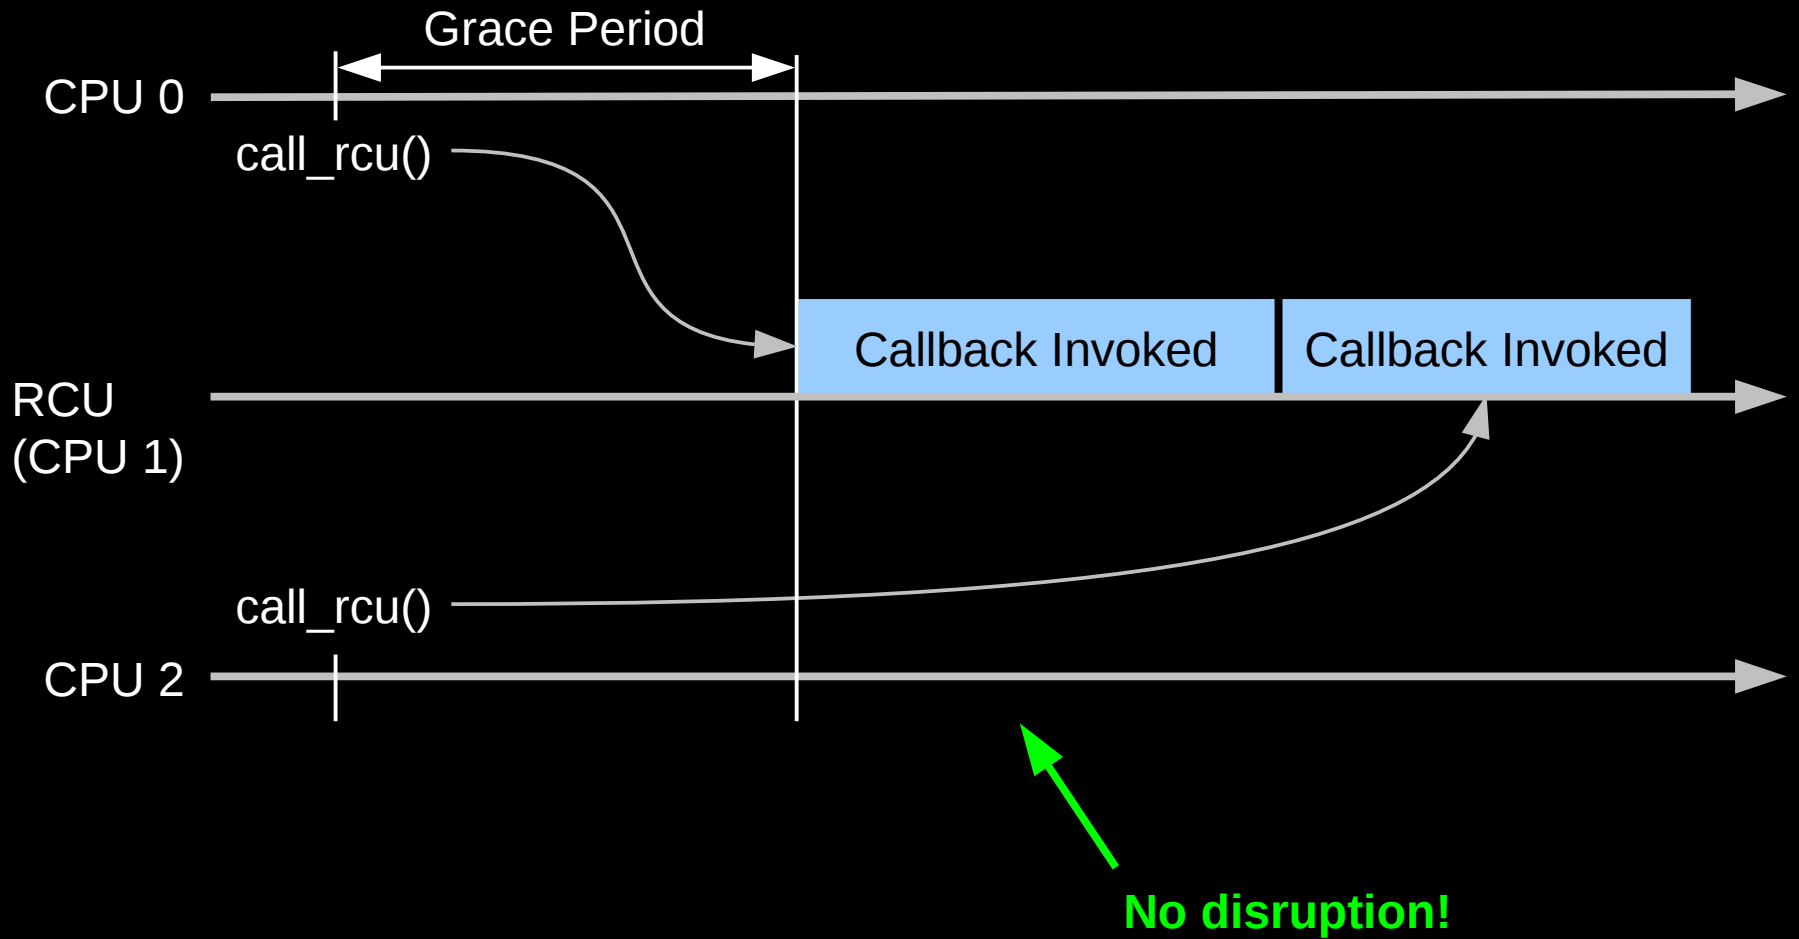 Grace Period
CPU 0
call_rcu()
Callback Invoked
Callback Invoked
RCU
(CPU 1)
call_rcu()
CPU 2
No disruption!